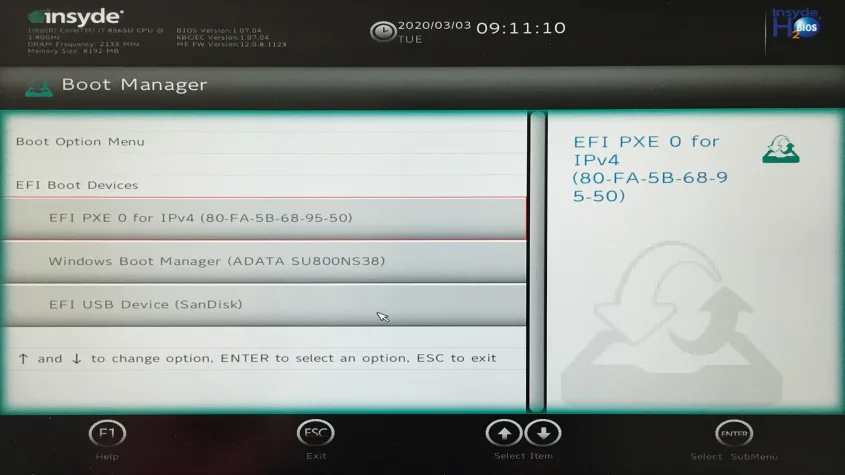 insyde
Intel(R) Core(TM) i7 8565U CPU @
1.80GHz
DRAM Frequency: 2133 MHz
Memory Size: 8192 MB
BIOS Version:1.07.04
KBC/EC Version:1.07.04
ME FW Version:12.0.8.1123
2020/03/03
TUE
09:11:10
insyde
H2O
BIOS
Boot Manager
Boot Option Menu
EFI Boot Devices
EFI PXE 0 for IPv4 (80-FA-5B-68-95-50)
Windows Boot Manager (ADATA SU800NS38)
EFI USB Device (SanDisk)
↑ and ↓ to change option, ENTER to select an option, ESC to exit
EFI PXE 0 for
IPv4
(80-FA-5B-68-9
5-50)
F1
Help
ESC
Exit
Select Item
ENTER
Select SubMenu